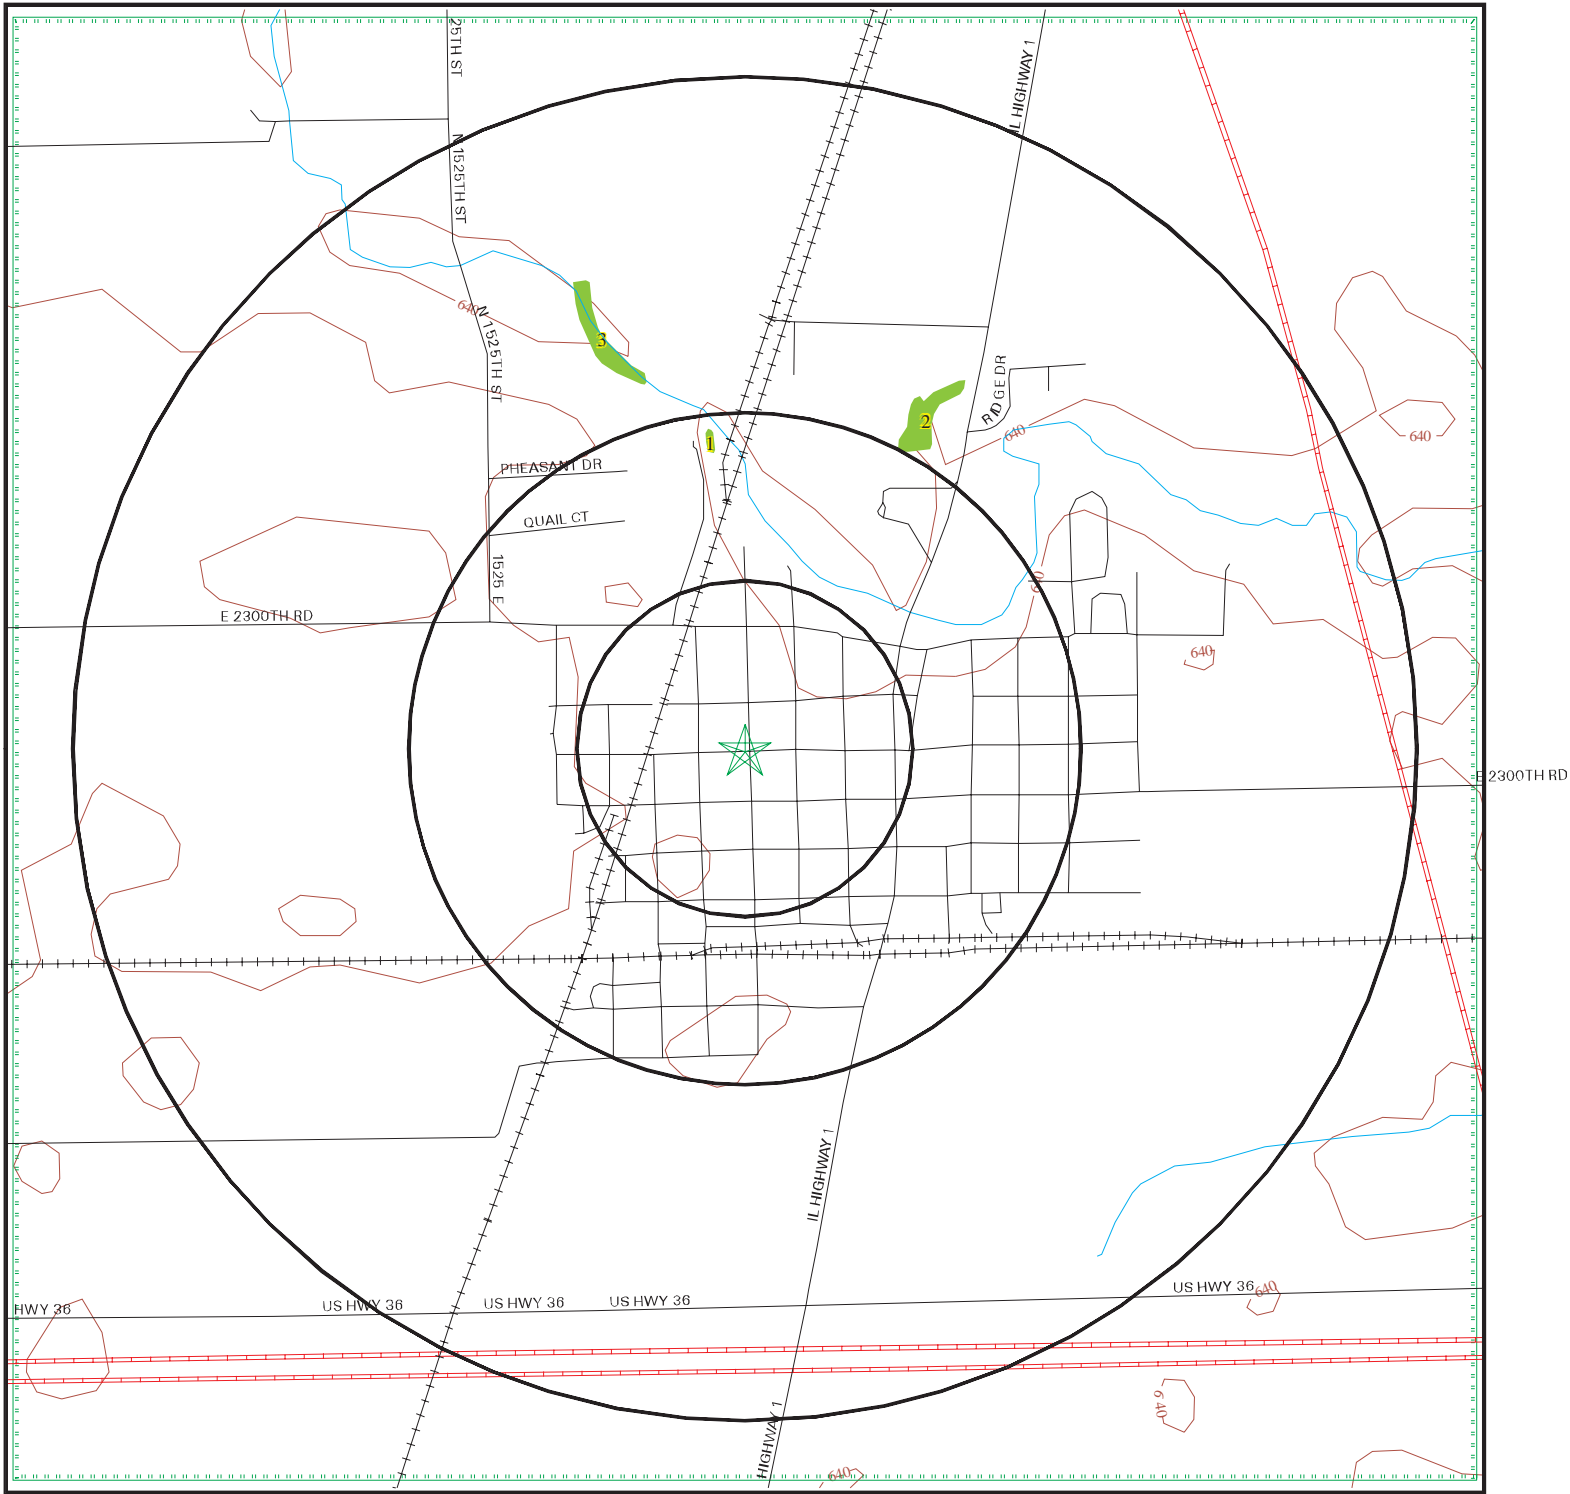 25TH ST
IL HIGHWAY 1
N 1525TH ST
640
N 1525TH ST
3
RIDGE DR
2
640
640
1
PHEASANT DR
QUAIL CT
1525 E
640
E 2300TH RD
640
E 2300TH RD
IL HIGHWAY 1
US HWY 36
640
HWY 36
US HWY 36
US HWY 36
US HWY 36
640
HIGHWAY 1
640